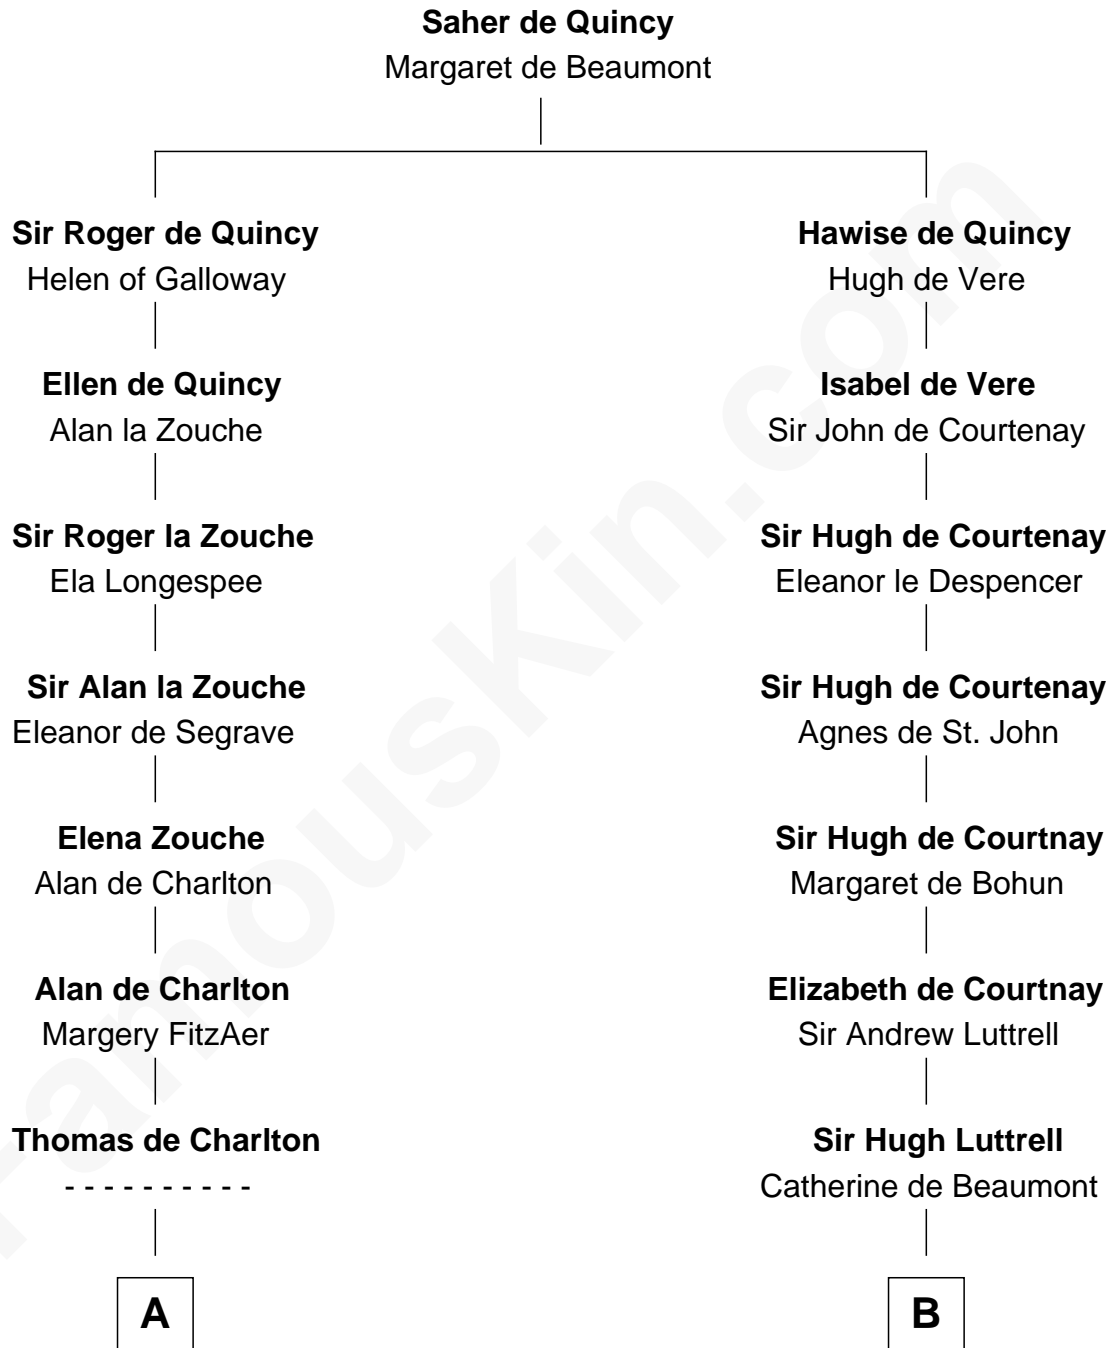 Saher de Quincy
Margaret de Beaumont
Sir Roger de Quincy
Helen of Galloway
Hawise de Quincy
Hugh de Vere
Ellen de Quincy
Alan la Zouche
Isabel de Vere
Sir John de Courtenay
Sir Roger la Zouche
Ela Longespee
Sir Hugh de Courtenay
Eleanor le Despencer
Sir Alan la Zouche
Eleanor de Segrave
Sir Hugh de Courtenay
Agnes de St. John
Elena Zouche
Alan de Charlton
Sir Hugh de Courtnay
Margaret de Bohun
Alan de Charlton
Margery FitzAer
Elizabeth de Courtnay
Sir Andrew Luttrell
Thomas de Charlton
- - - - - - - - - -
Sir Hugh Luttrell
Catherine de Beaumont
A
B
FamousKin.com